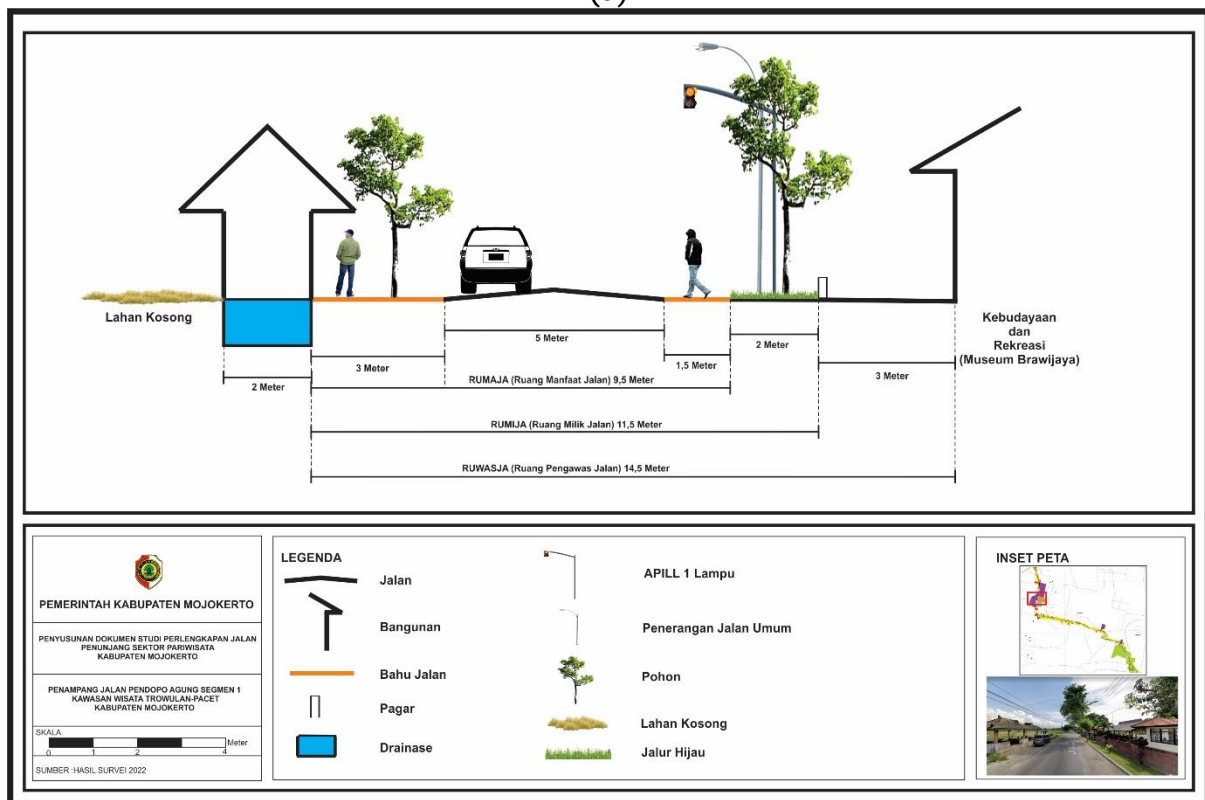 Lahan Kosong
Kebudayaan
dan
Rekreasi
(Museum Brawijaya)
5 Meter
2 Meter
3 Meter
1,5 Meter
3 Meter
2 Meter
RUMAJA (Ruang Manfaat Jalan) 9,5 Meter
RUMIJA (Ruang Milik Jalan) 11,5 Meter
RUWASJA (Ruang Pengawas Jalan) 14,5 Meter
PEMERINTAH KABUPATEN MOJOKERTO
PENYUSUNAN DOKUMEN STUDI PERLENGKAPAN JALAN
PENUNJANG SEKTOR PARIWISATA
KABUPATEN MOJOKERTO
PENAMPANG JALAN PENDOPO AGUNG SEGMEN 1
KAWASAN WISATA TROWULAN-PACET
KABUPATEN MOJOKERTO
SKALA
Meter
0 1 2 4
SUMBER :HASIL SURVEI 2022
LEGENDA
Jalan
Bangunan
Bahu Jalan
Pagar
Drainase
APILL 1 Lampu
Penerangan Jalan Umum
Pohon
Lahan Kosong
Jalur Hijau
INSET PETA